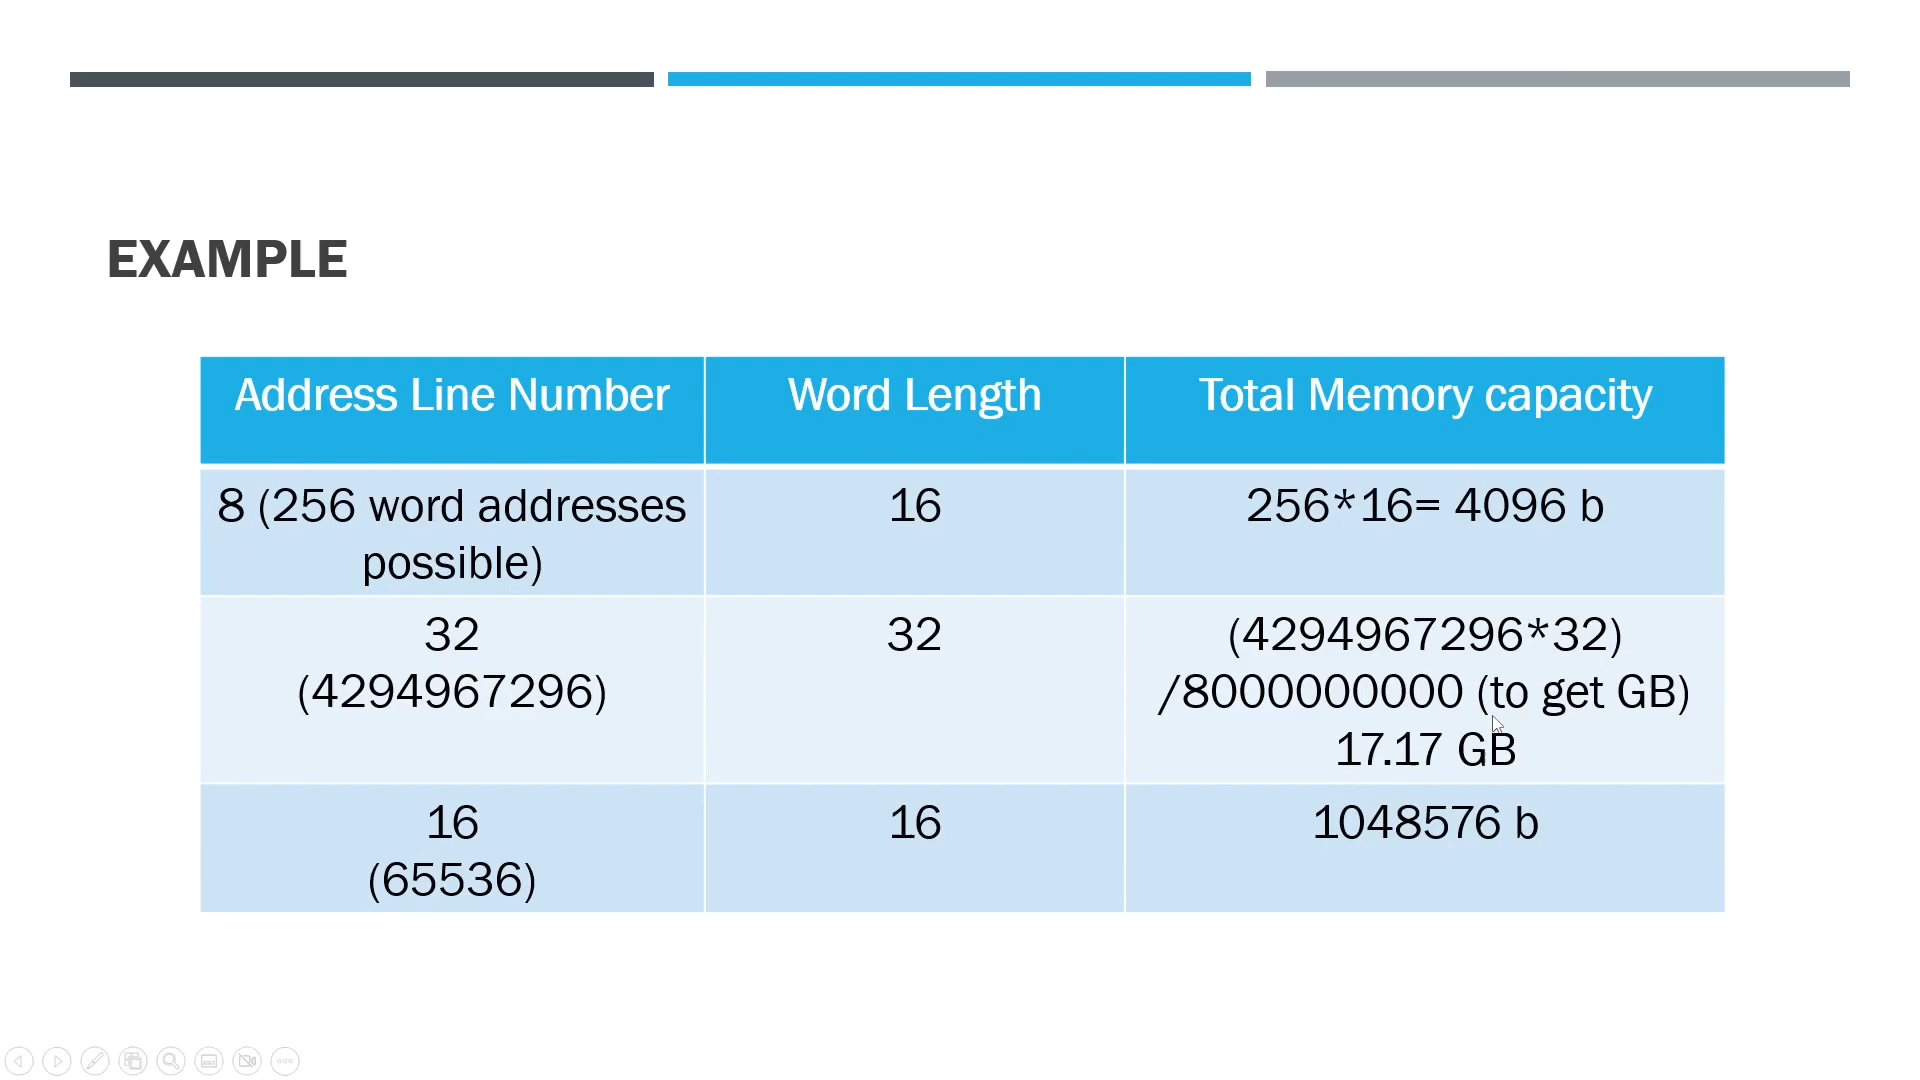 EXAMPLE
Address Line Number
Word Length
Total Memory capacity
8 (256 word addresses
possible)
16
256*16= 4096 b
32
(4294967296)
32
(4294967296*32)
/8000000000 (to get GB)
17.17 GB
16
(65536)
16
1048576 b